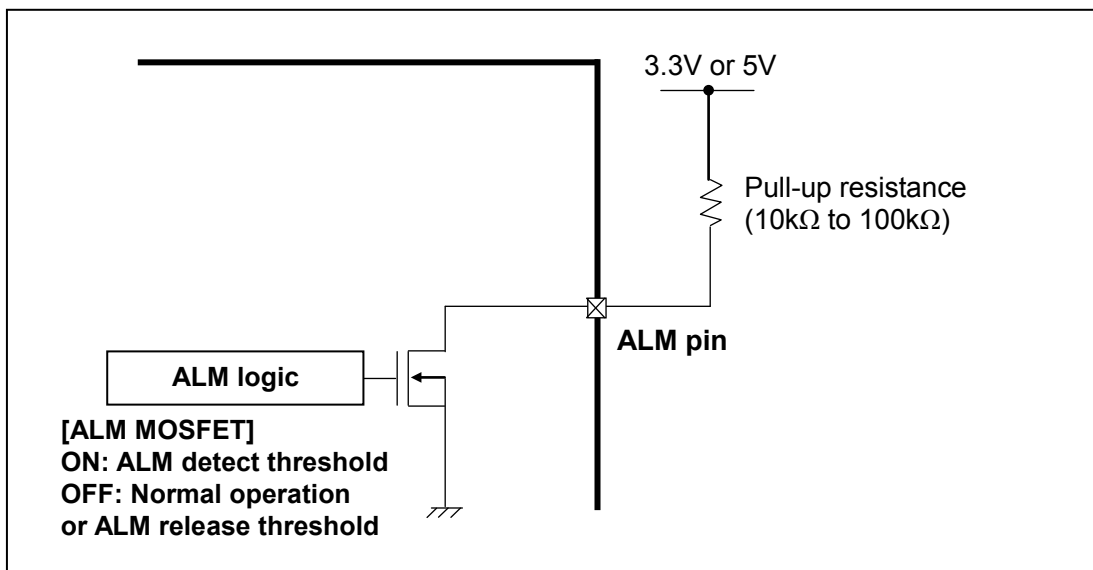 3.3V or 5V
Pull-up resistance
(10kΩ to 100kΩ)
ALM pin
ALM logic
[ALM MOSFET]
ON: ALM detect threshold
OFF: Normal operation
or ALM release threshold